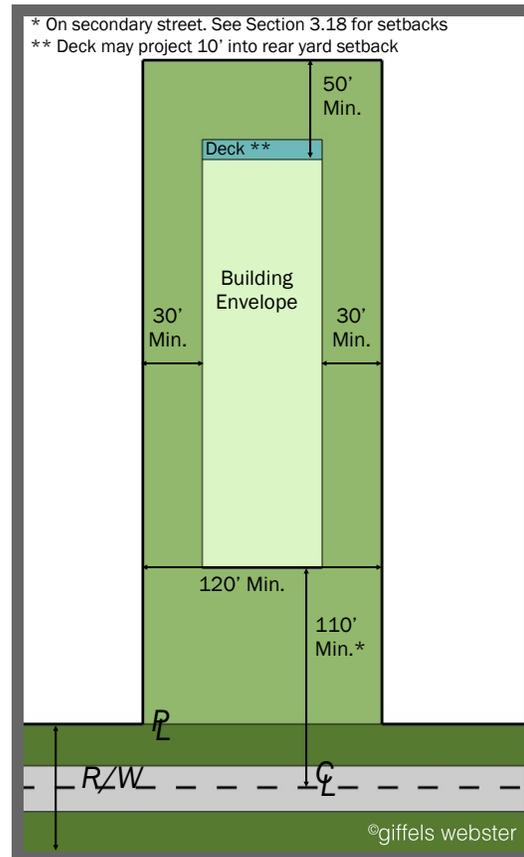 * On secondary street. See Section 3.18 for setbacks
** Deck may project 10’ into rear yard setback
50’
Min.
Deck **
Building
Envelope
30’
Min.
30’
Min.
120’ Min.
110’
Min.*
PL
R/W
CL
©giffels webster